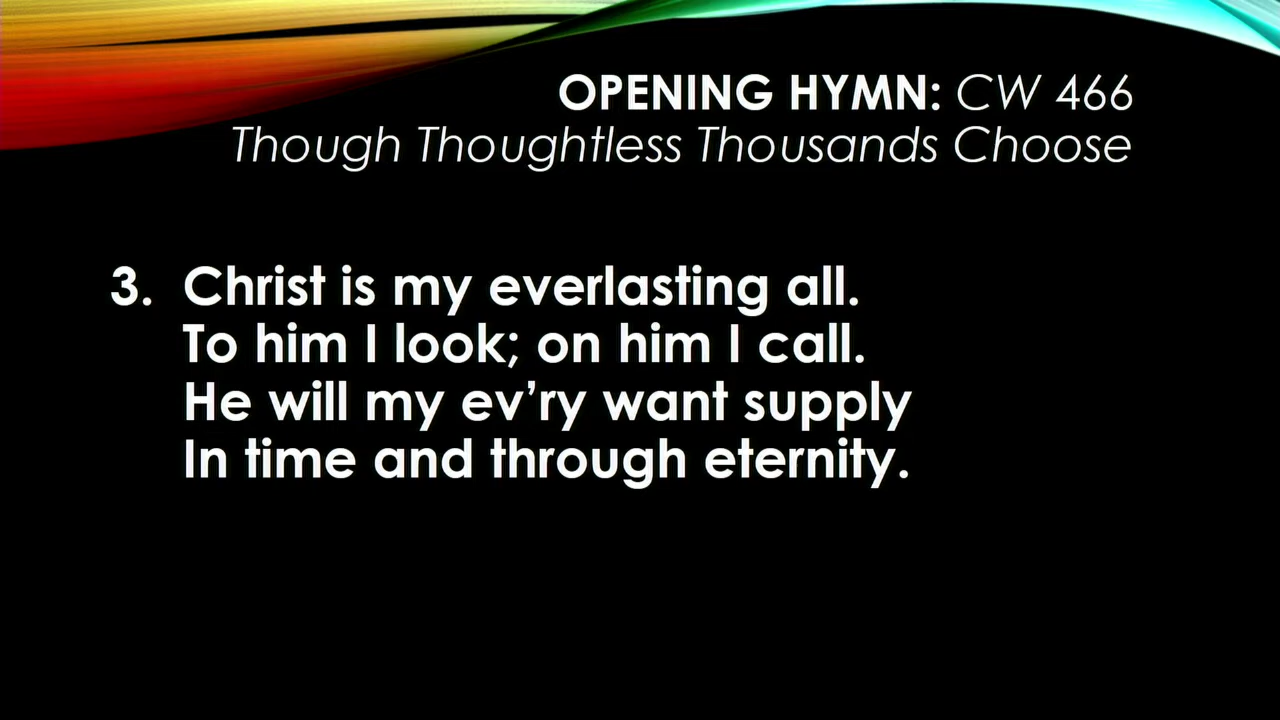 OPENING HYMN: CW 466
Though Thoughtless Thousands Choose
3. Christ is my everlasting all.
To him I look; on him I call.
He will my ev’ry want supply
In time and through eternity.